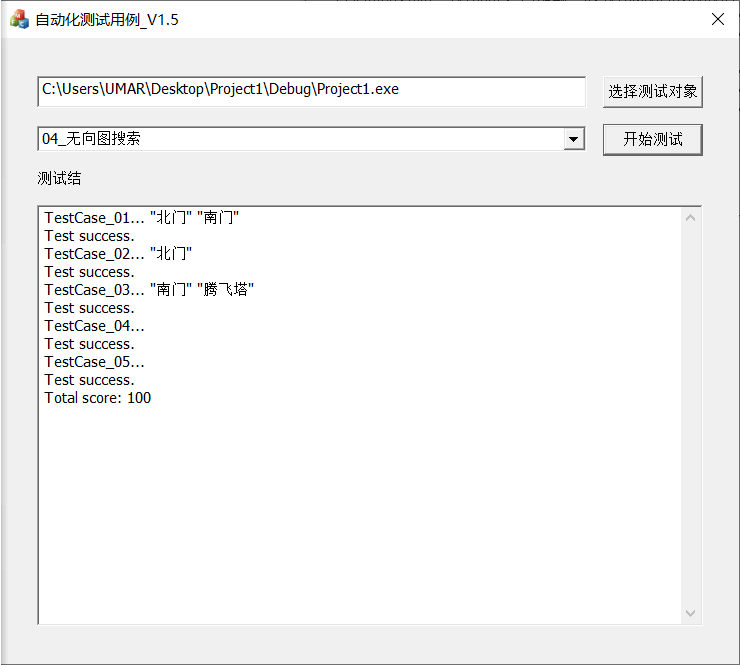 自动化测试用例_V1.5
C:\Users\UMAR\Desktop\Project1\Debug\Project1.exe
选择测试对象
04_无向图搜索
开始测试
测试结
TestCase_01... "北门" "南门"
Test success.
TestCase_02... "北门"
Test success.
TestCase_03... "南门" "腾飞塔"
Test success.
TestCase_04...
Test success.
TestCase_05...
Test success.
Total score: 100